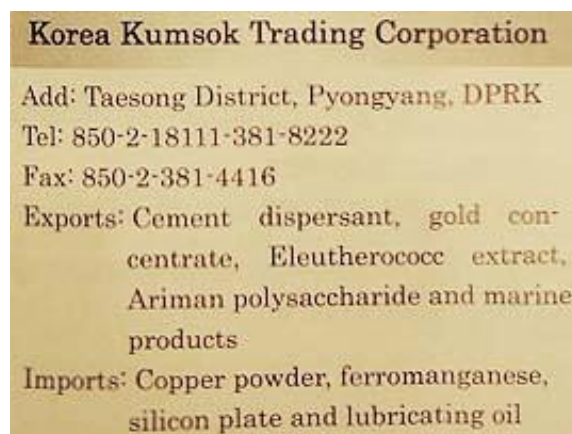 Korea Kumsok Trading Corporation
Add: Taesong District, Pyongyang, DPRK
Tel: 850-2-18111-381-8222
Fax: 850-2-381-4416
Exports: Cement dispersant, gold con-
centrate, Eleutherococc extract,
Ariman polysaccharide and marine
products
Imports: Copper powder, ferromanganese,
silicon plate and lubricating oil